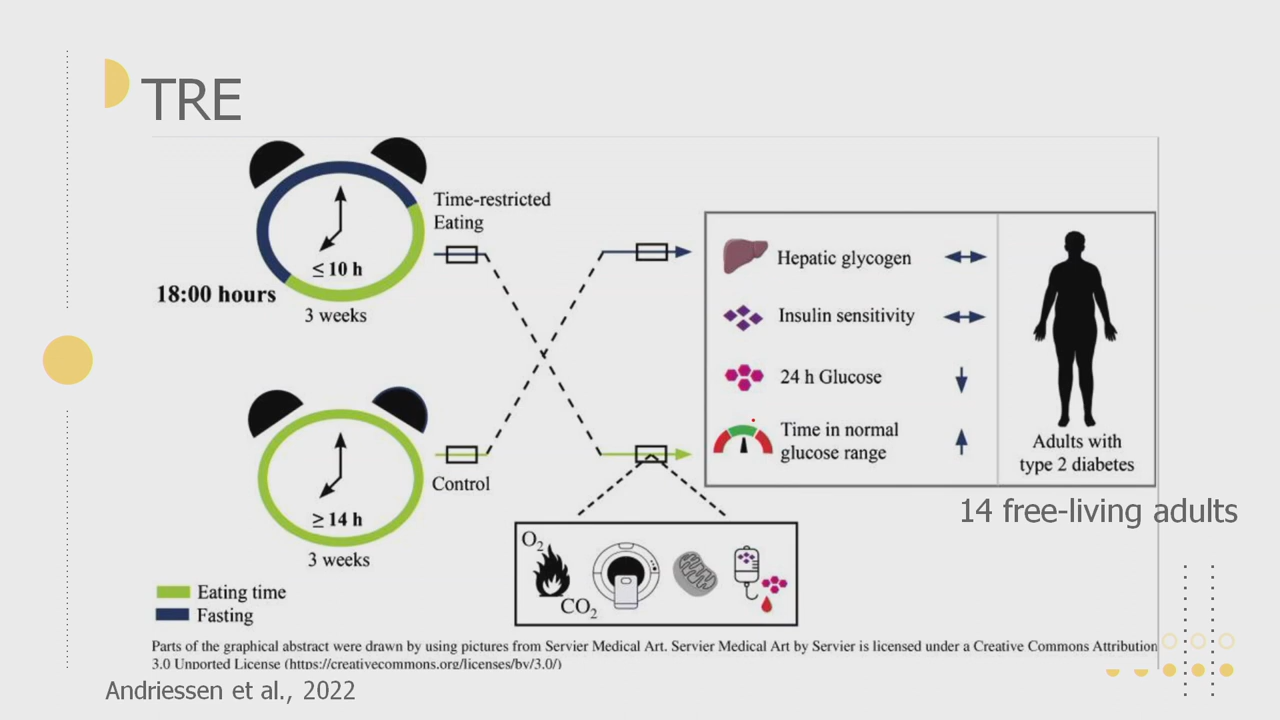 TRE
Time-restricted
Eating
≤ 10 h
18:00 hours
3 weeks
Hepatic glycogen
Insulin sensitivity
24 h Glucose
Time in normal
glucose range
Adults with
type 2 diabetes
14 free-living adults
Control
≥ 14 h
3 weeks
O₂
CO₂
Eating time
Fasting
Parts of the graphical abstract were drawn by using pictures from Servier Medical Art. Servier Medical Art by Servier is licensed under a Creative Commons Attribution
3.0 Unported License (https://creativecommons.org/licenses/by/3.0/)
Andriessen et al., 2022